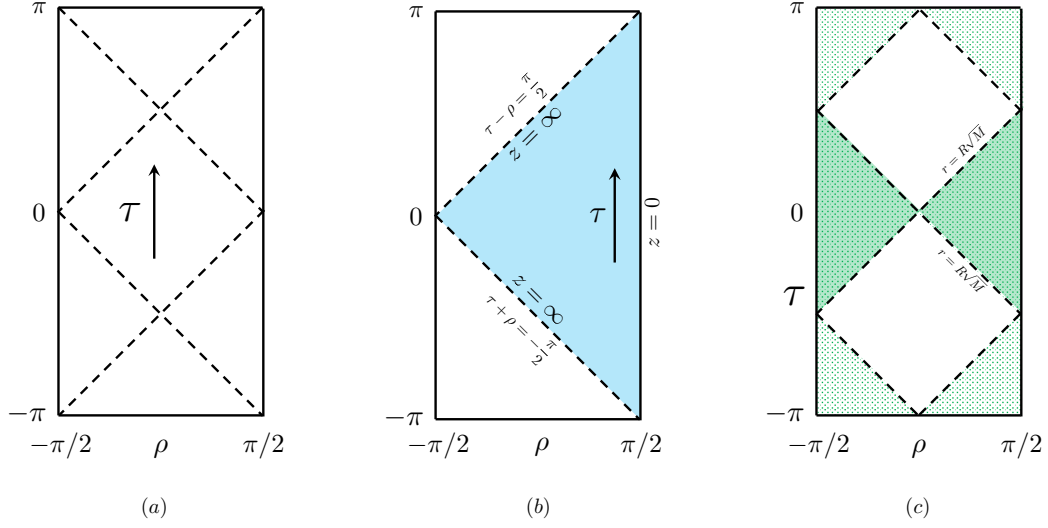 π
0
−π
τ
−π/2 ρ π/2
(a)
π
0
−π
τ − ρ = π/2
z = ∞
τ
z = 0
z = ∞
τ + ρ = −π/2
−π/2 ρ π/2
(b)
π
0
τ
−π
r = R√M
r = R√M
−π/2 ρ π/2
(c)